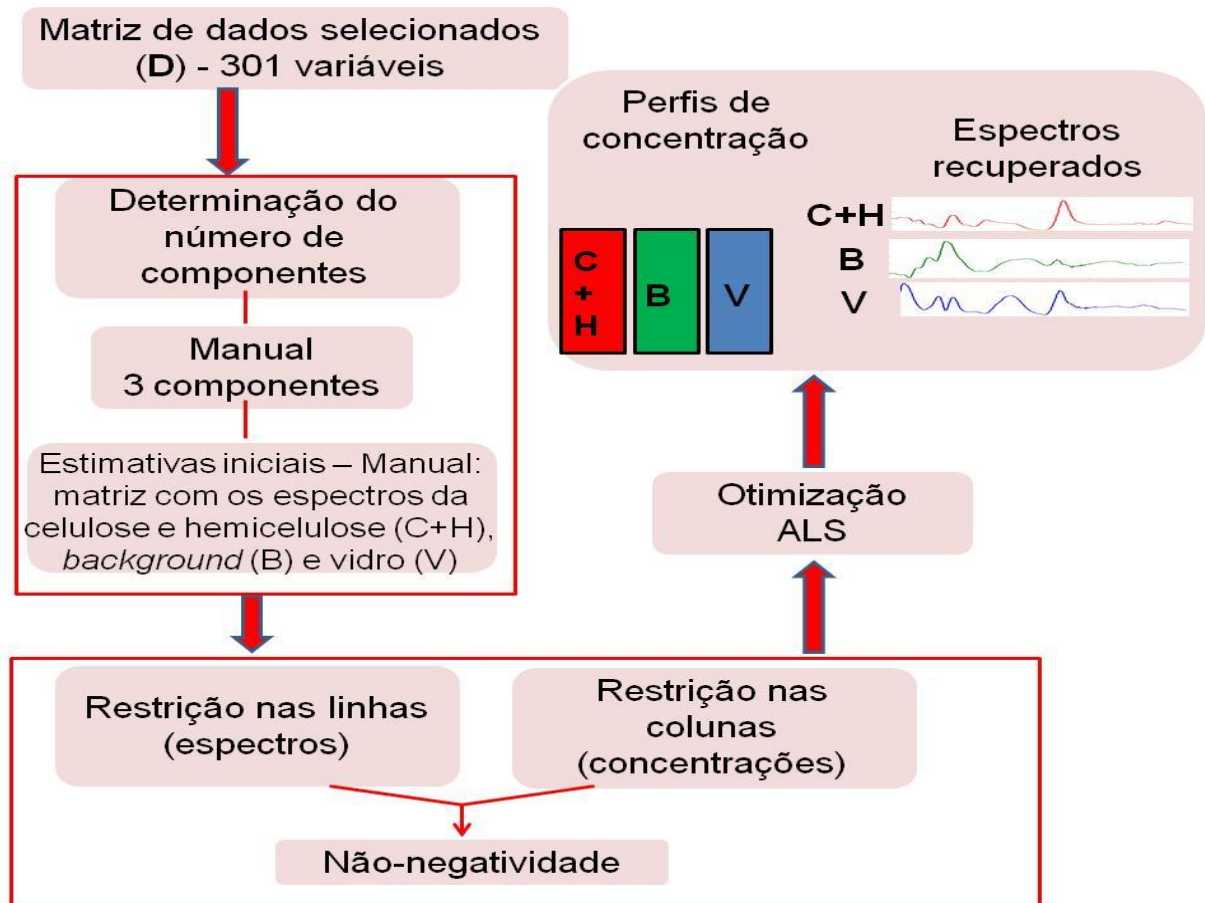 Matriz de dados selecionados
(D) - 301 variáveis
Determinação do
número de
componentes
Manual
3 componentes
Estimativas iniciais – Manual:
matriz com os espectros da
celulose e hemicelulose (C+H),
background (B) e vidro (V)
Restrição nas linhas
(espectros)
Restrição nas
colunas
(concentrações)
Não-negatividade
Otimização
ALS
Perfis de
concentração
C
+
H
B
V
Espectros
recuperados
C+H
B
V